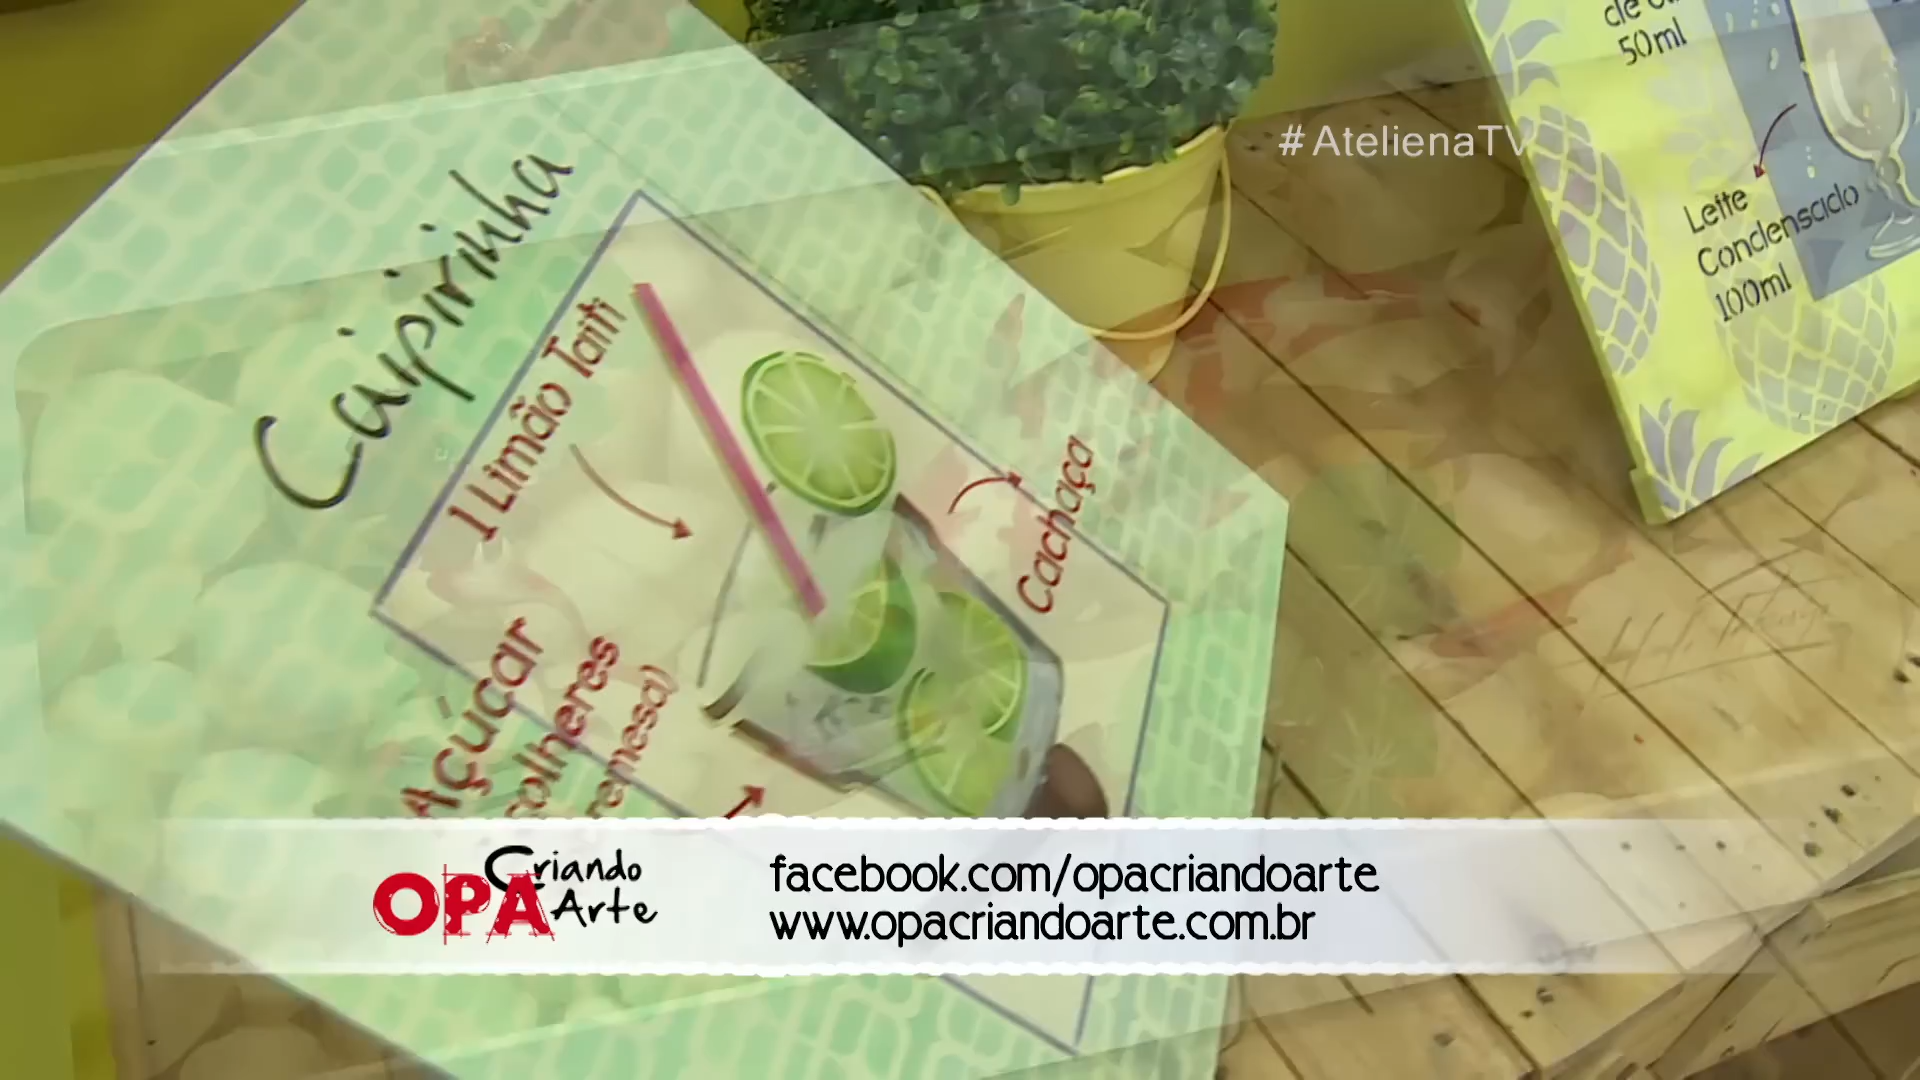 #AtelienaTV
50ml
Leite
Condensado
100ml
Caipirinha
1 Limão Taiti
Cachaça
Açúcar
OPA Criando
Arte
facebook.com/opacriandoarte
www.opacriandoarte.com.br